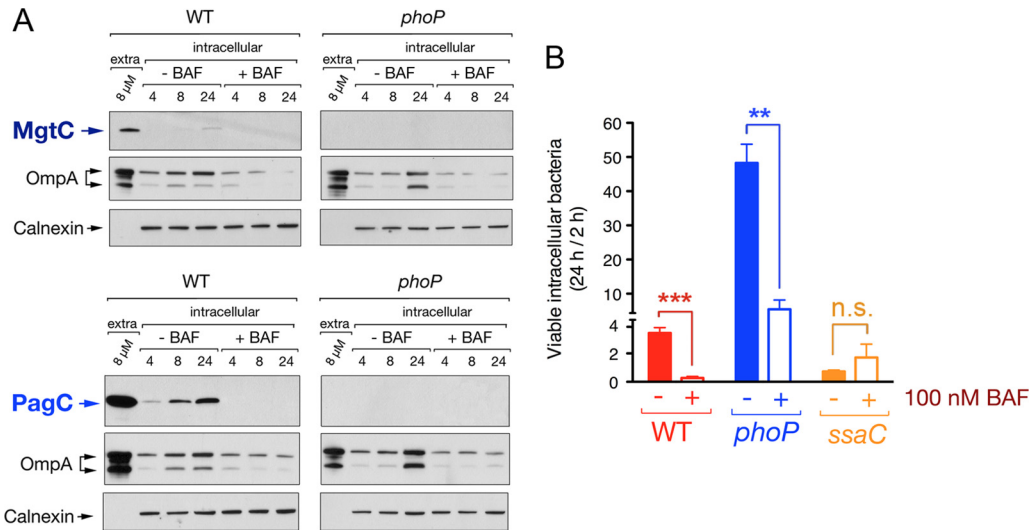 A
WT
phoP
intracellular
intracellular
extra
- BAF
+ BAF
extra
- BAF
+ BAF
8 µM
4 8 24 4 8 24
8 µM
4 8 24 4 8 24
MgtC
OmpA
Calnexin
WT
phoP
intracellular
intracellular
extra
- BAF
+ BAF
extra
- BAF
+ BAF
8 µM
4 8 24 4 8 24
8 µM
4 8 24 4 8 24
PagC
OmpA
Calnexin
B
Viable intracellular bacteria
(24 h / 2 h)
60
50
40
30
20
10
4
2
0
***
**
n.s.
- + - + - + 100 nM BAF
WT phoP ssaC